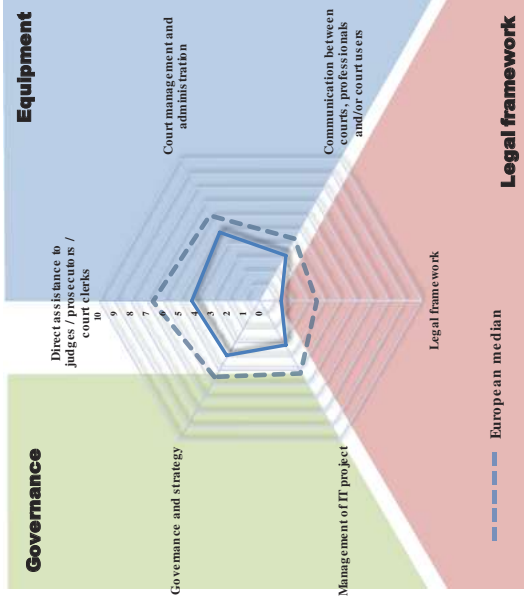 Governance
Equipment
Direct assistance to
judges / prosecutors /
court clerks
10
9
8
7
6
5
4
3
2
1
0
Court management and
administration
Communication between
courts, professionals
and/or court users
Legal framework
Management of IT project
Governance and strategy
Legal framework
European median